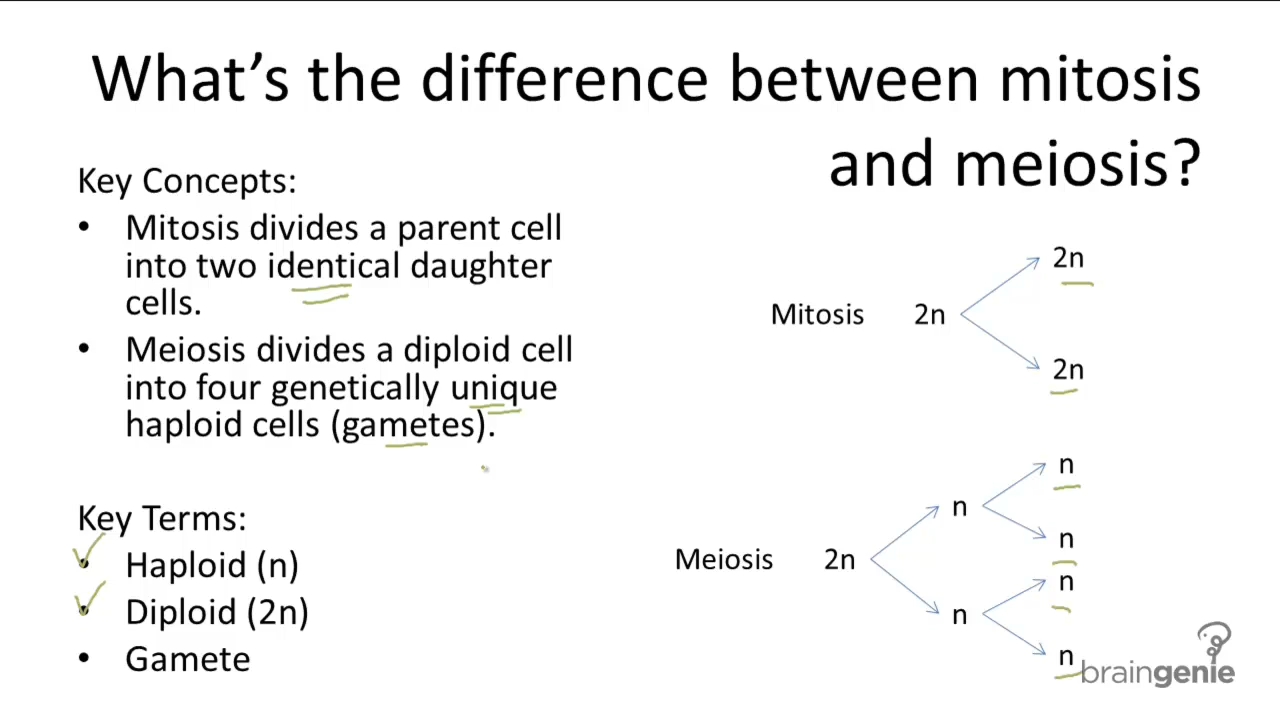 What's the difference between mitosis
and meiosis?
Key Concepts:
• Mitosis divides a parent cell
into two identical daughter
cells.
• Meiosis divides a diploid cell
into four genetically unique
haploid cells (gametes).
Key Terms:
• Haploid (n)
• Diploid (2n)
• Gamete
2n
Mitosis 2n
2n
n
n
n
Meiosis 2n
n
n
n
braingenie